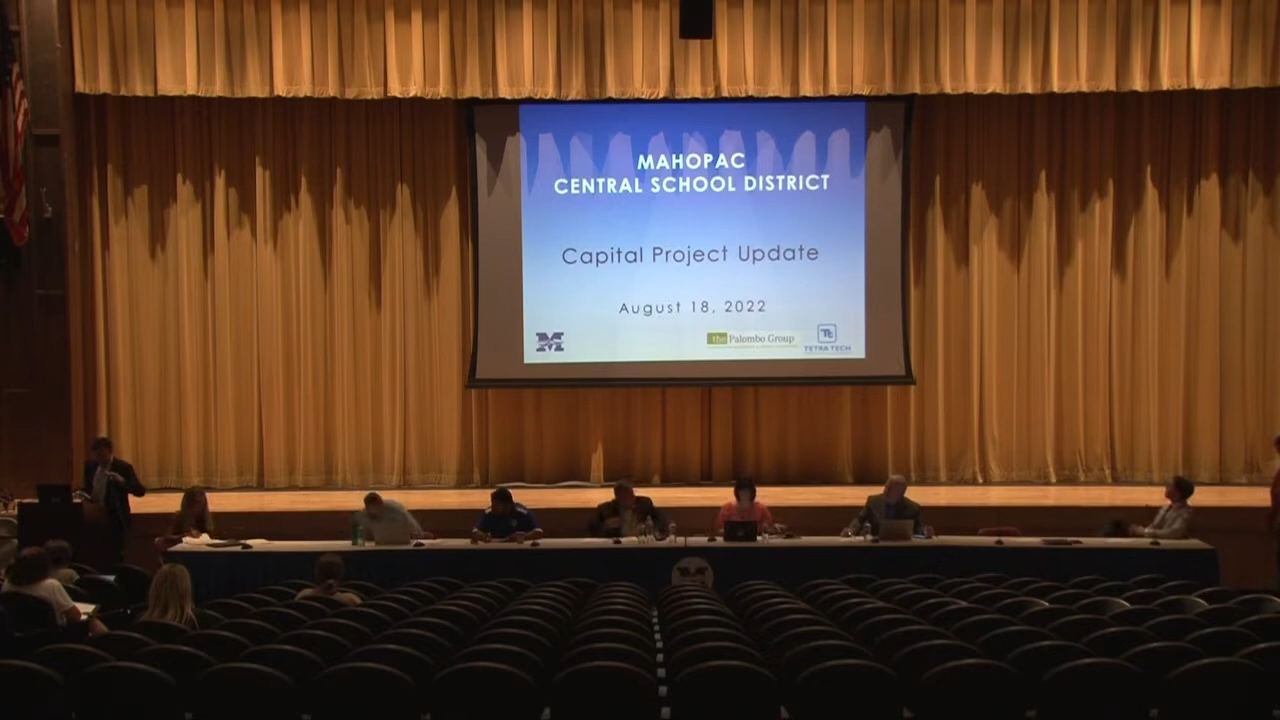 MAHOPAC
CENTRAL SCHOOL DISTRICT
Capital Project Update
August 18, 2022
M
the Palombo Group
TETRA TECH